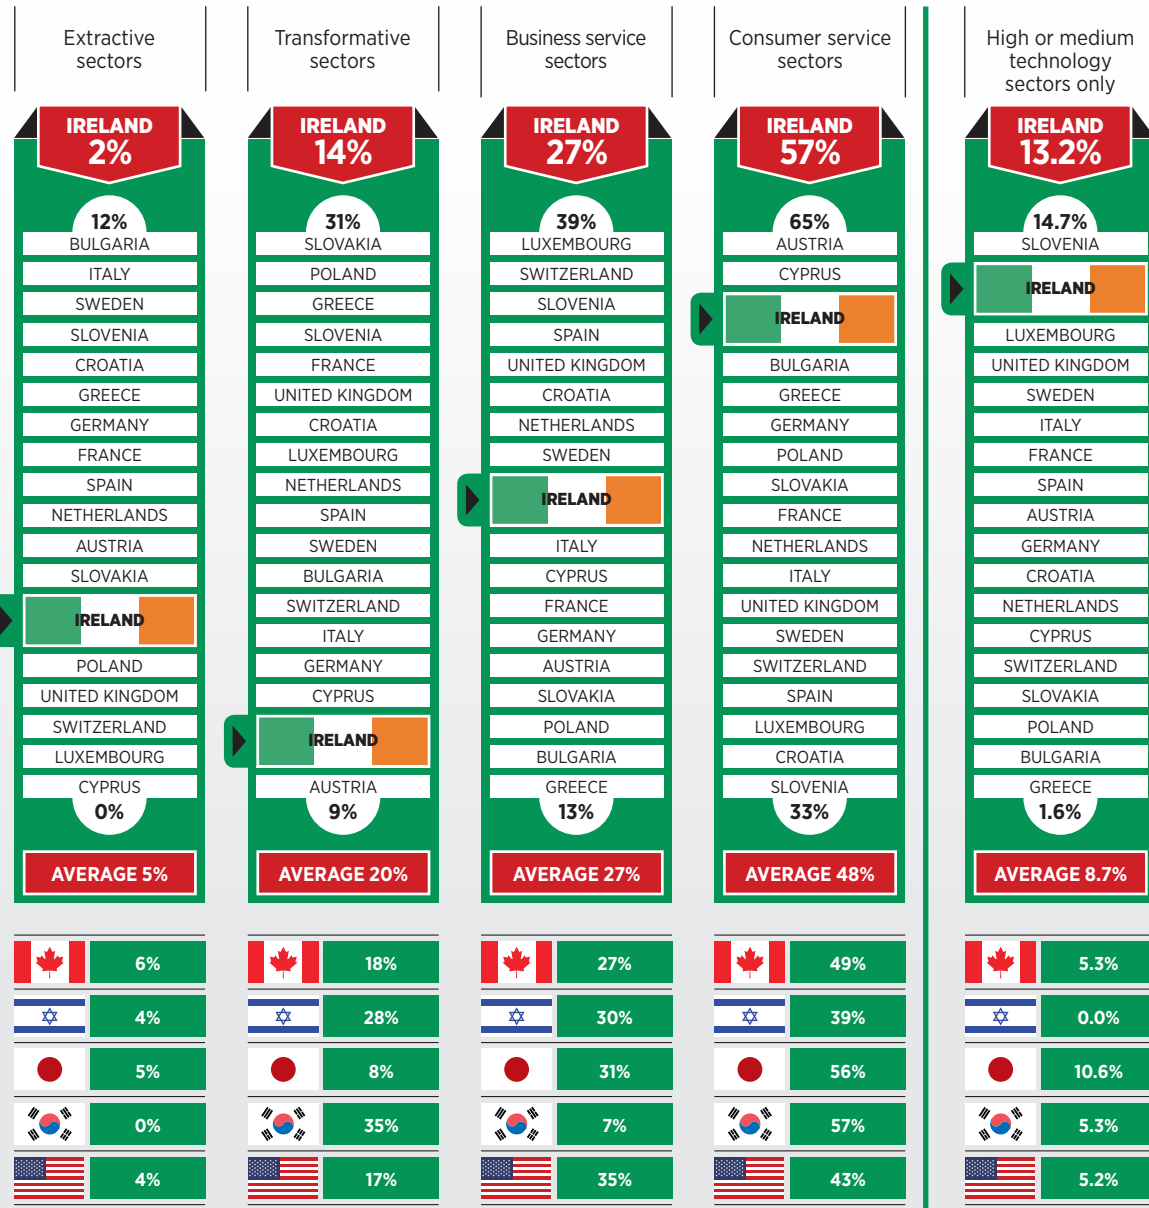 Extractive
sectors
IRELAND
2%
12%
BULGARIA
ITALY
SWEDEN
SLOVENIA
CROATIA
GREECE
GERMANY
FRANCE
SPAIN
NETHERLANDS
AUSTRIA
SLOVAKIA
IRELAND
POLAND
UNITED KINGDOM
SWITZERLAND
LUXEMBOURG
CYPRUS
0%
AVERAGE 5%
6%
4%
5%
0%
4%
Transformative
sectors
IRELAND
14%
31%
SLOVAKIA
POLAND
GREECE
SLOVENIA
FRANCE
UNITED KINGDOM
CROATIA
LUXEMBOURG
NETHERLANDS
SPAIN
SWEDEN
BULGARIA
SWITZERLAND
ITALY
GERMANY
CYPRUS
IRELAND
AUSTRIA
9%
AVERAGE 20%
18%
28%
8%
35%
17%
Business service
sectors
IRELAND
27%
39%
LUXEMBOURG
SWITZERLAND
SLOVENIA
SPAIN
UNITED KINGDOM
CROATIA
NETHERLANDS
SWEDEN
IRELAND
ITALY
CYPRUS
FRANCE
GERMANY
AUSTRIA
SLOVAKIA
POLAND
BULGARIA
GREECE
13%
AVERAGE 27%
27%
30%
31%
7%
35%
Consumer service
sectors
IRELAND
57%
65%
AUSTRIA
CYPRUS
IRELAND
BULGARIA
GREECE
GERMANY
POLAND
SLOVAKIA
FRANCE
NETHERLANDS
ITALY
UNITED KINGDOM
SWEDEN
SWITZERLAND
SPAIN
LUXEMBOURG
CROATIA
SLOVENIA
33%
AVERAGE 48%
49%
39%
56%
57%
43%
High or medium
technology
sectors only
IRELAND
13.2%
14.7%
SLOVENIA
IRELAND
LUXEMBOURG
UNITED KINGDOM
SWEDEN
ITALY
FRANCE
SPAIN
AUSTRIA
GERMANY
CROATIA
NETHERLANDS
CYPRUS
SWITZERLAND
SLOVAKIA
POLAND
BULGARIA
GREECE
1.6%
AVERAGE 8.7%
5.3%
0.0%
10.6%
5.3%
5.2%